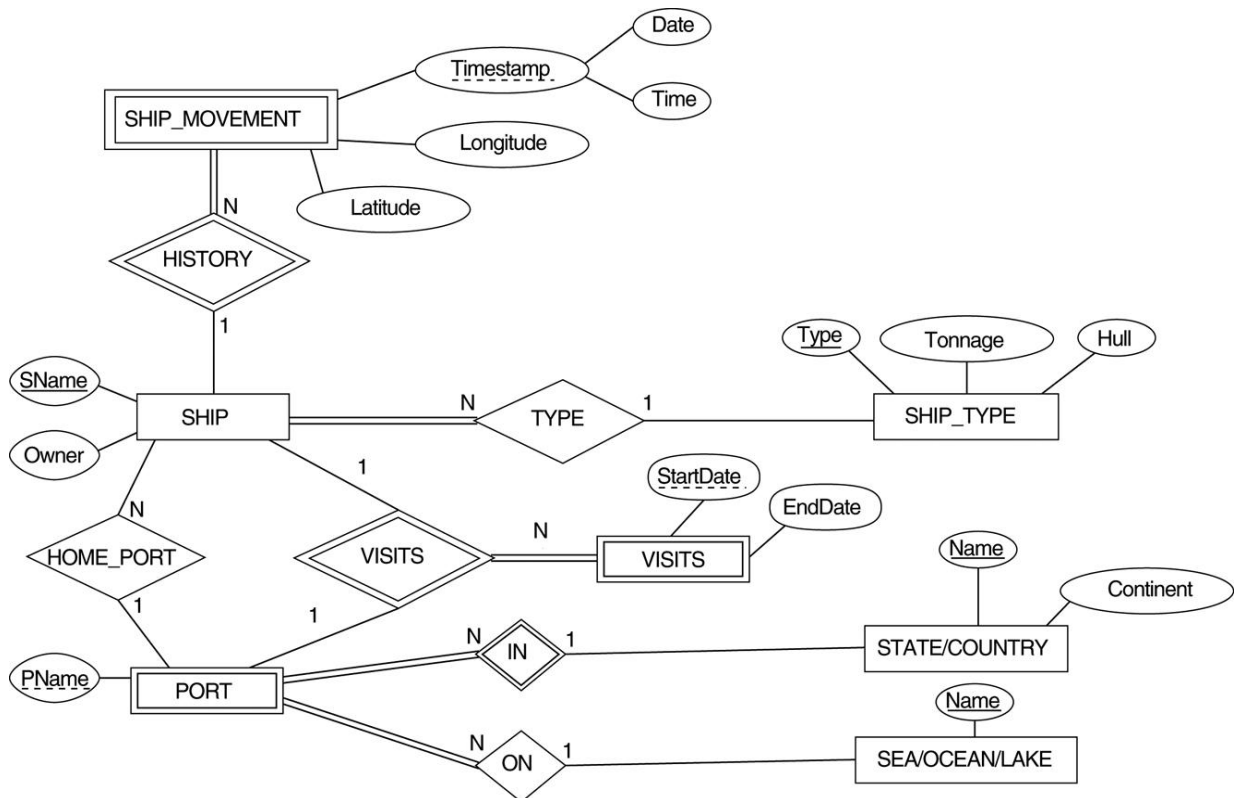 Date
Timestamp
Time
SHIP_MOVEMENT
Longitude
Latitude
N
HISTORY
1
Type
Tonnage
Hull
SName
SHIP
N
TYPE
1
SHIP_TYPE
Owner
1
StartDate
EndDate
N
HOME_PORT
VISITS
N
VISITS
Name
Continent
1
1
N
IN
1
STATE/COUNTRY
PName
PORT
Name
N
ON
1
SEA/OCEAN/LAKE